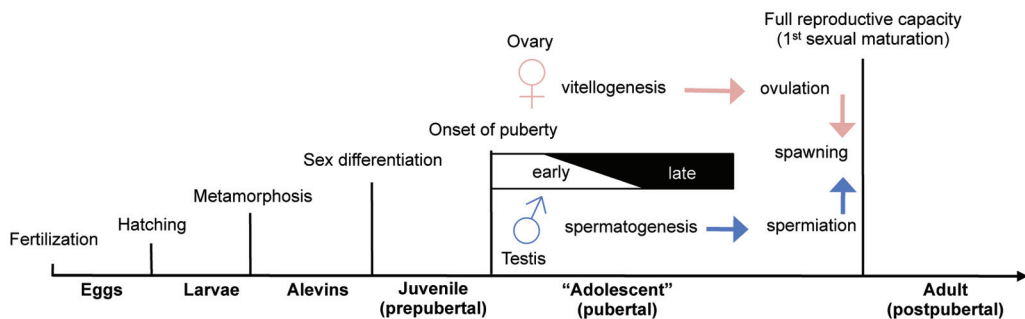 Full reproductive capacity
(1st sexual maturation)
Ovary
vitellogenesis
ovulation
Onset of puberty
Sex differentiation
early
late
spawning
Metamorphosis
Hatching
Fertilization
spermatogenesis
spermiation
Testis
Eggs
Larvae
Alevins
Juvenile
(prepubertal)
“Adolescent”
(pubertal)
Adult
(postpubertal)